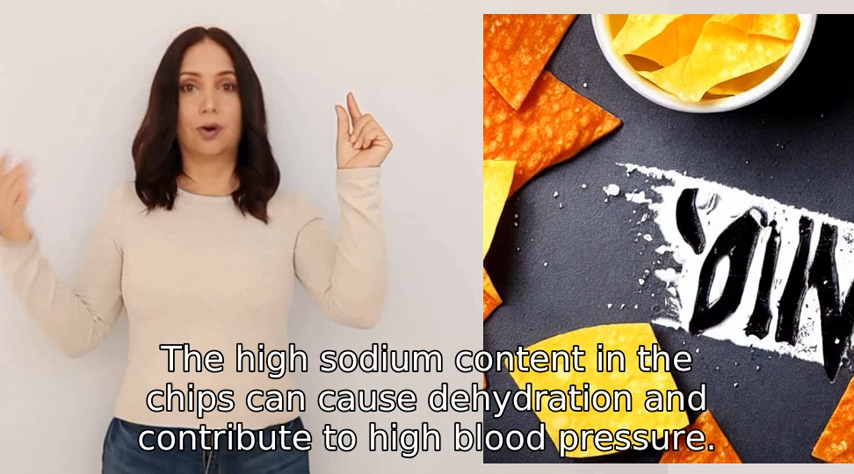 The high sodium content in the
chips can cause dehydration and
contribute to high blood pressure.